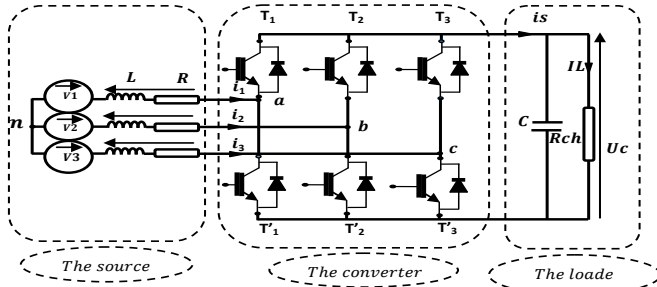 T₁ T₂ T₃ is
L R i₁ a
V1
n V2 i₂ b
V3 i₃ c
IL
C Rch Uc
T'₁ T'₂ T'₃
The source
The converter
The loade